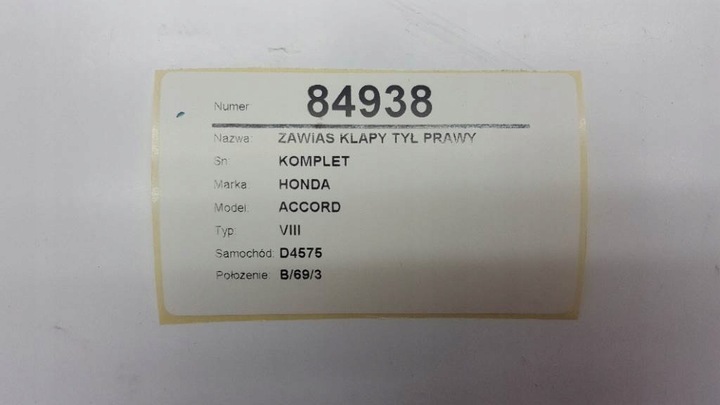 Numer 84938
Nazwa: ZAWIAS KLAPY TYŁ PRAWY
Sn: KOMPLET
Marka: HONDA
Model: ACCORD
Typ: VIII
Samochód: D4575
Położenie: B/69/3